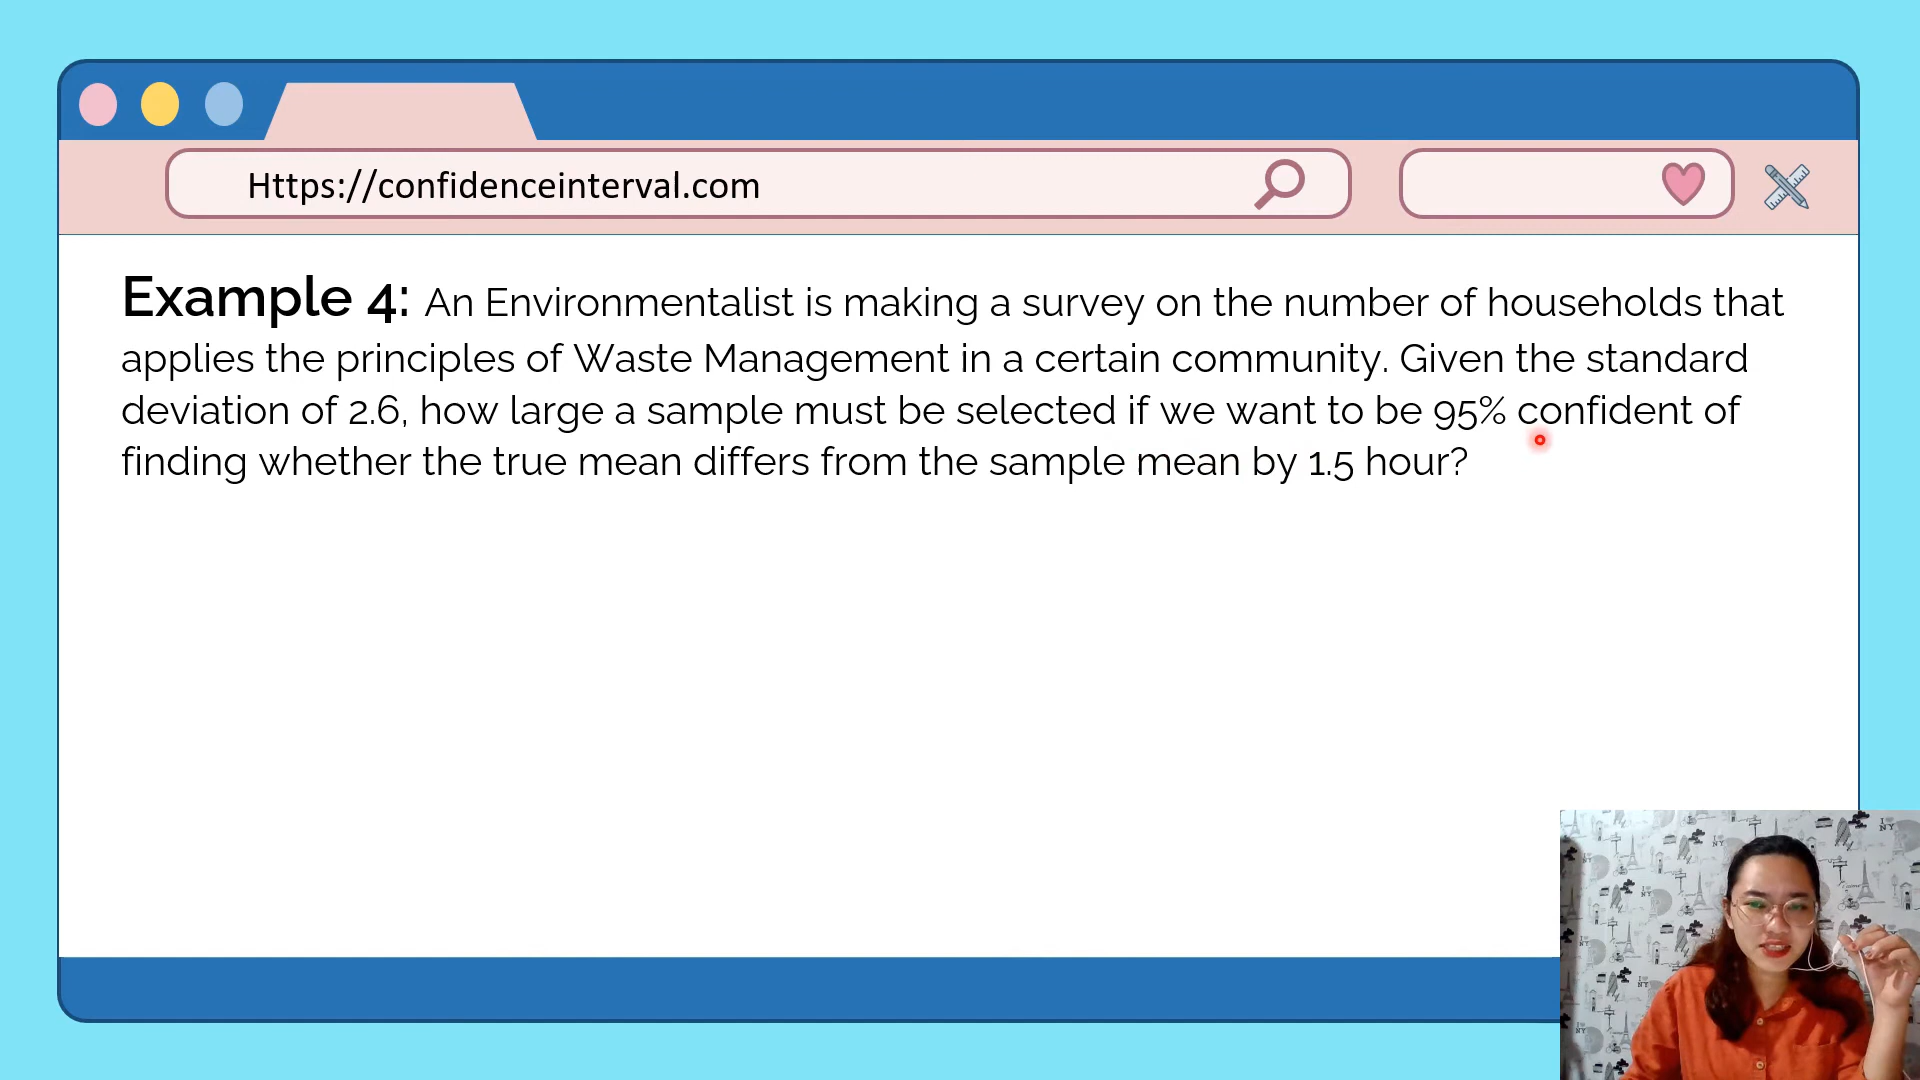 Https://confidenceinterval.com
Example 4: An Environmentalist is making a survey on the number of households that
applies the principles of Waste Management in a certain community. Given the standard
deviation of 2.6, how large a sample must be selected if we want to be 95% confident of
finding whether the true mean differs from the sample mean by 1.5 hour?